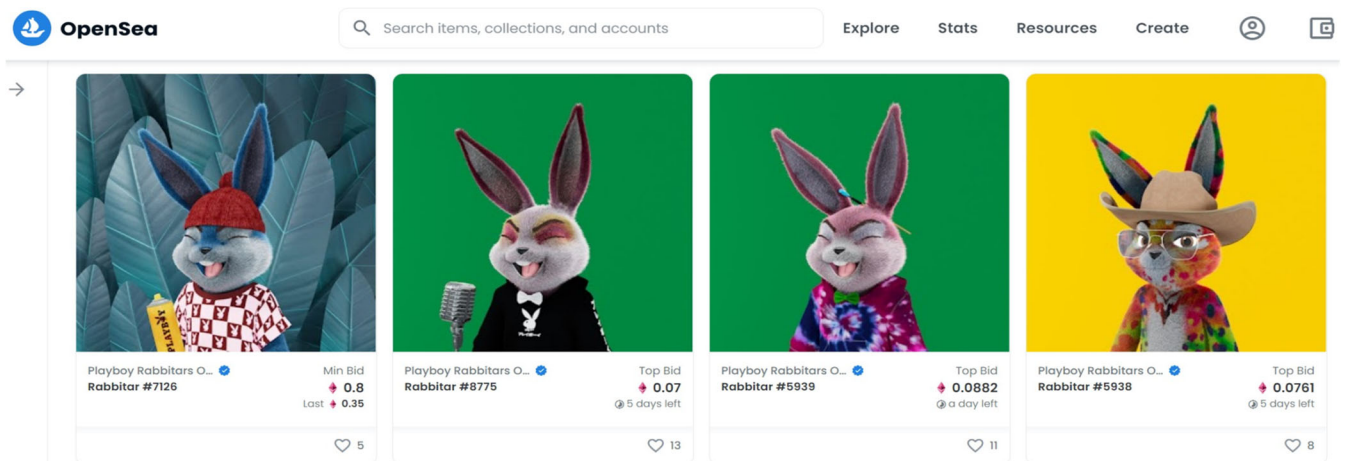 OpenSea
Search items, collections, and accounts
Explore
Stats
Resources
Create
PLAYBOY
Playboy Rabbitars O...
Min Bid
Rabbitar #7126
0.8
Last 0.35
5
Playboy Rabbitars O...
Top Bid
Rabbitar #8775
0.07
5 days left
13
Playboy Rabbitars O...
Top Bid
Rabbitar #5939
0.0882
a day left
11
Playboy Rabbitars O...
Top Bid
Rabbitar #5938
0.0761
5 days left
8